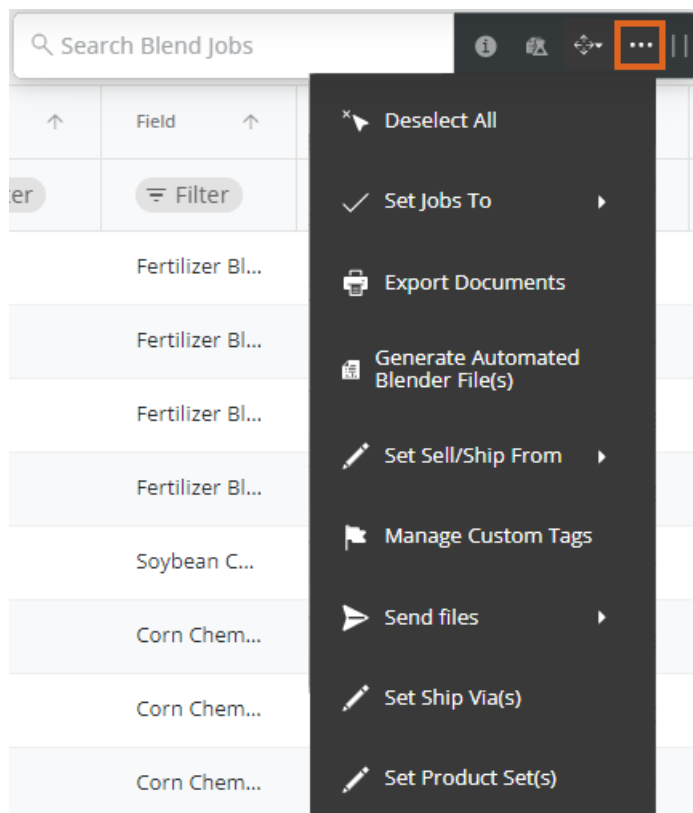 Search Blend Jobs
Field
Filter
Fertilizer Bl...
Fertilizer Bl...
Fertilizer Bl...
Fertilizer Bl...
Soybean C...
Corn Chem...
Corn Chem...
Corn Chem...
Deselect All
Set Jobs To
Export Documents
Generate Automated
Blender File(s)
Set Sell/Ship From
Manage Custom Tags
Send files
Set Ship Via(s)
Set Product Set(s)